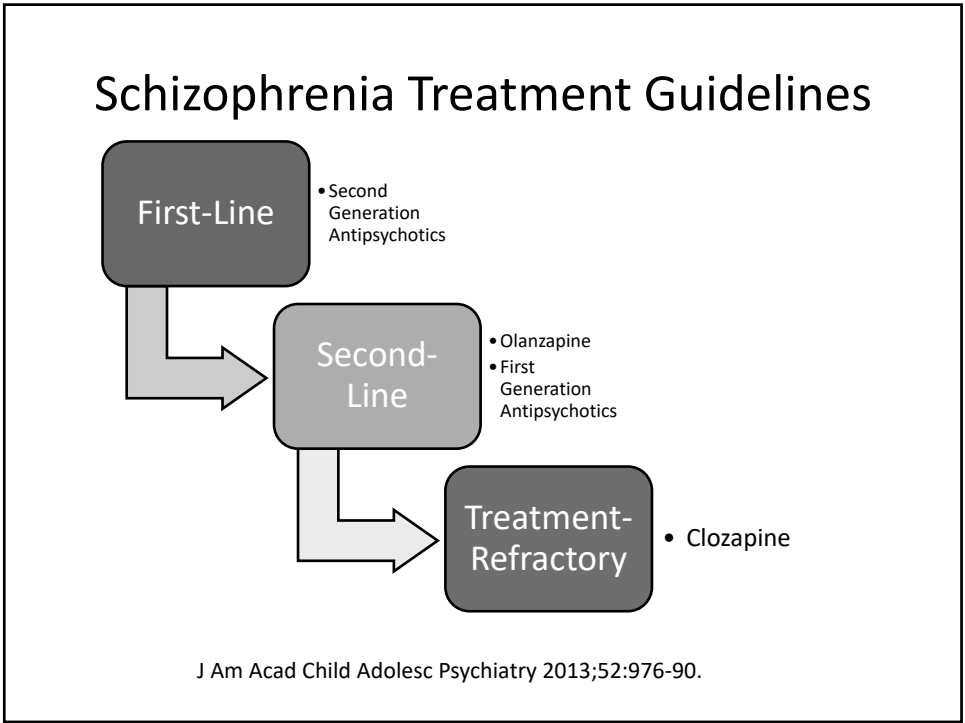 Schizophrenia Treatment Guidelines
First-Line
• Second
Generation
Antipsychotics
Second-
Line
• Olanzapine
• First
Generation
Antipsychotics
Treatment-
Refractory
• Clozapine
J Am Acad Child Adolesc Psychiatry 2013;52:976-90.